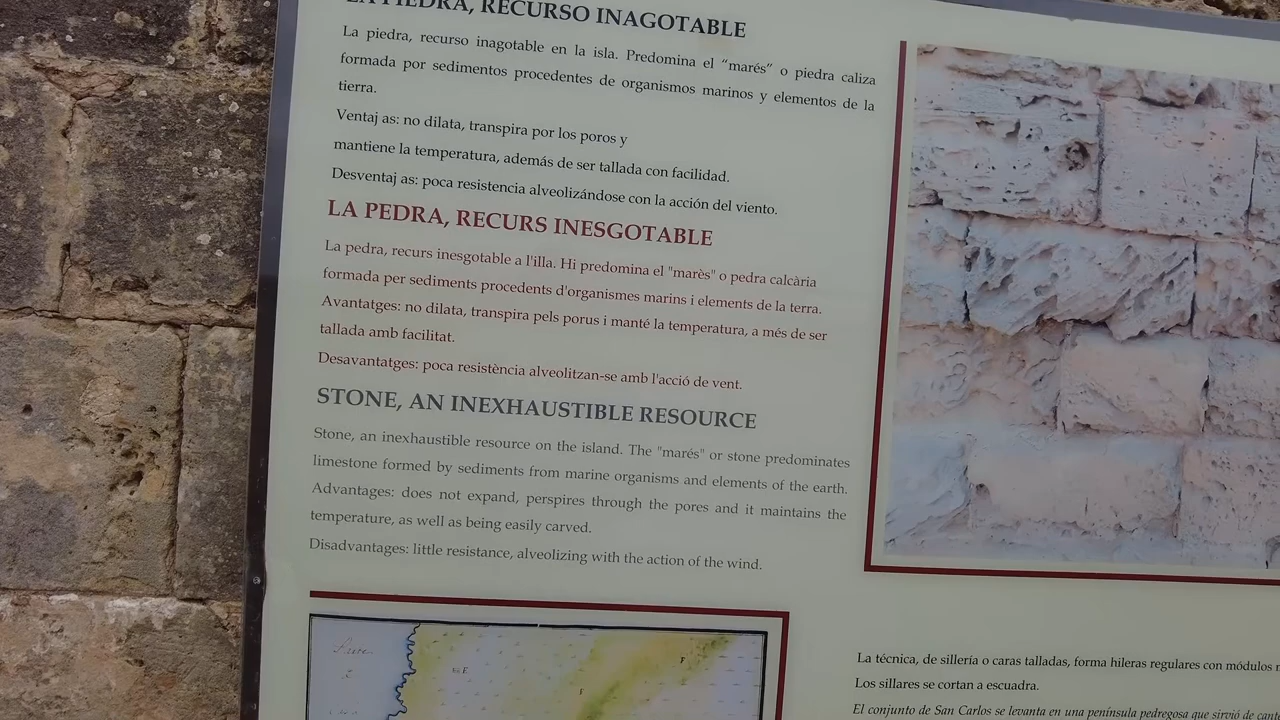 LA PIEDRA, RECURSO INAGOTABLE
La piedra, recurso inagotable en la isla. Predomina el “marés” o piedra caliza
formada por sedimentos procedentes de organismos marinos y elementos de la
tierra.
Ventaj as: no dilata, transpira por los poros y
mantiene la temperatura, además de ser tallada con facilidad.
Desventaj as: poca resistencia alveolizándose con la acción del viento.
LA PEDRA, RECURS INESGOTABLE
La pedra, recurs inesgotable a l'illa. Hi predomina el "marès" o pedra calcària
formada per sediments procedents d'organismes marins i elements de la terra.
Avantatges: no dilata, transpira pels porus i manté la temperatura, a més de ser
tallada amb facilitat.
Desavantatges: poca resistència alveolitzan-se amb l'acció de vent.
STONE, AN INEXHAUSTIBLE RESOURCE
Stone, an inexhaustible resource on the island. The "marés" or stone predominates
limestone formed by sediments from marine organisms and elements of the earth.
Advantages: does not expand, perspires through the pores and it maintains the
temperature, as well as being easily carved.
Disadvantages: little resistance, alveolizing with the action of the wind.
E
F
F
La técnica, de sillería o caras talladas, forma hileras regulares con módulos
Los sillares se cortan a escuadra.
El conjunto de San Carlos se levanta en una península pedregosa que sirvió de